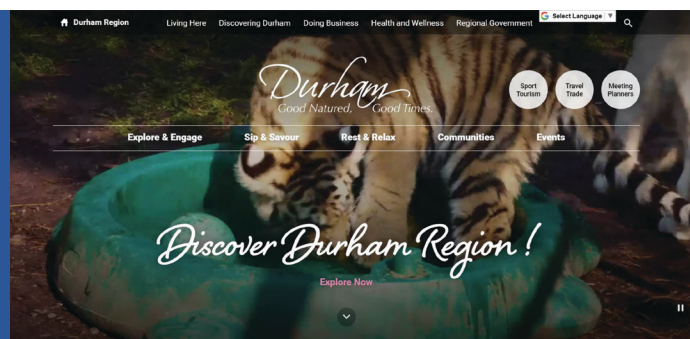 Durham Region Living Here Discovering Durham Doing Business Health and Wellness Regional Government Select Language ▼
Durham
Good Natured, Good Times.
Sport Tourism
Travel Trade
Meeting Planners
Explore & Engage Sip & Savour Rest & Relax Communities Events
Discover Durham Region !
Explore Now